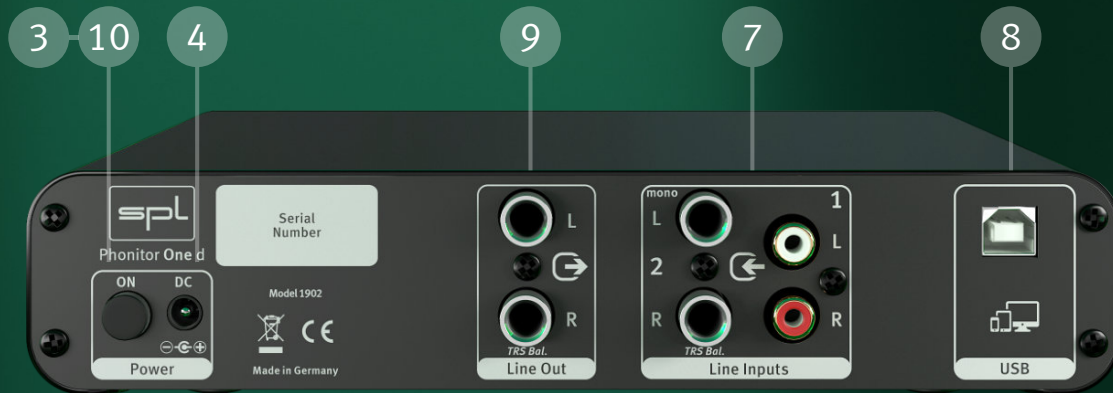 3 10 4 9 7 8
spl
Phonitor One d
ON DC
Power
Serial
Number
Model 1902
CE
Made in Germany
L
R
TRS Bal.
Line Out
mono
L
2
R
TRS Bal.
1
L
R
Line Inputs
USB